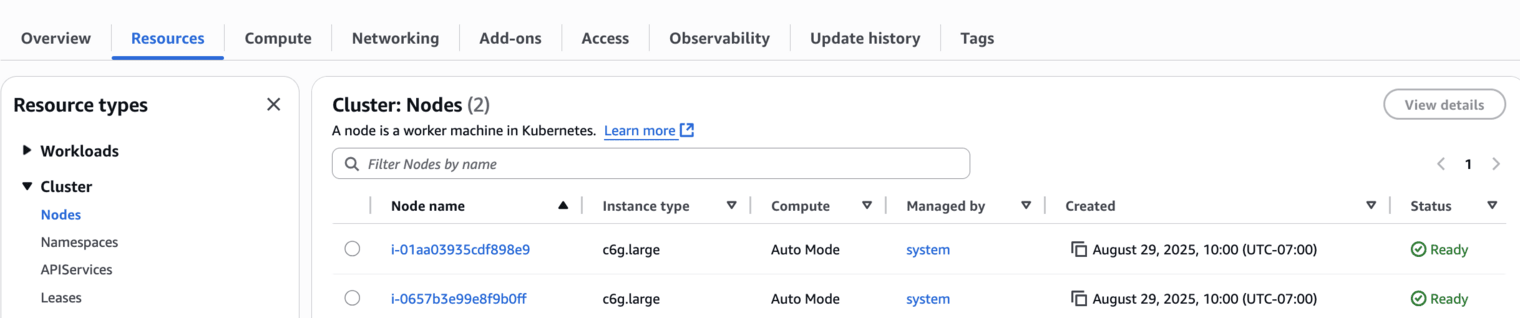 Overview Resources Compute Networking Add-ons Access Observability Update history Tags
Resource types
Workloads
Cluster
Nodes
Namespaces
APIServices
Leases
Cluster: Nodes (2)
View details
A node is a worker machine in Kubernetes. Learn more
Filter Nodes by name
1
Node name Instance type Compute Managed by Created Status
i-01aa03935cdf898e9 c6g.large Auto Mode system August 29, 2025, 10:00 (UTC-07:00) Ready
i-0657b3e99e8f9b0ff c6g.large Auto Mode system August 29, 2025, 10:00 (UTC-07:00) Ready